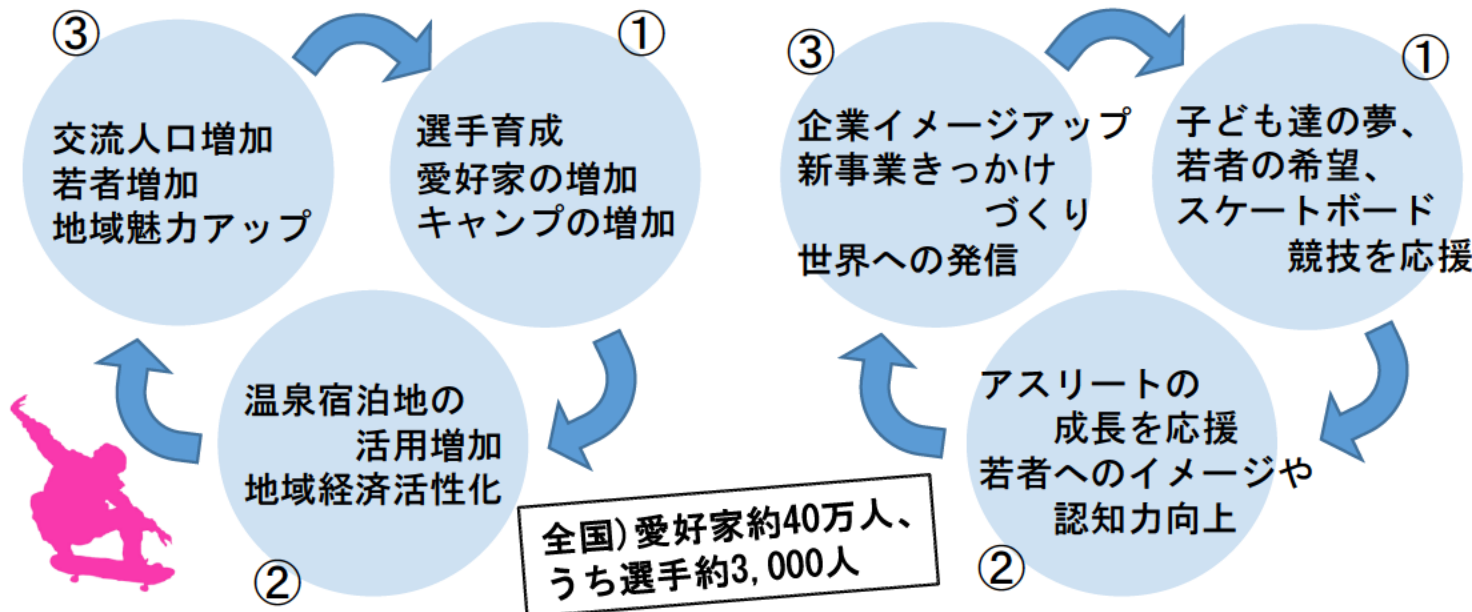 ③
交流人口増加
若者増加
地域魅力アップ
①
選手育成
愛好家の増加
キャンプの増加
温泉宿泊地の
活用増加
地域経済活性化
②
全国)愛好家約40万人、
うち選手約3,000人
③
企業イメージアップ
新事業きっかけ
づくり
世界への発信
①
子ども達の夢、
若者の希望、
スケートボード
競技を応援
アスリートの
成長を応援
若者へのイメージや
認知力向上
②